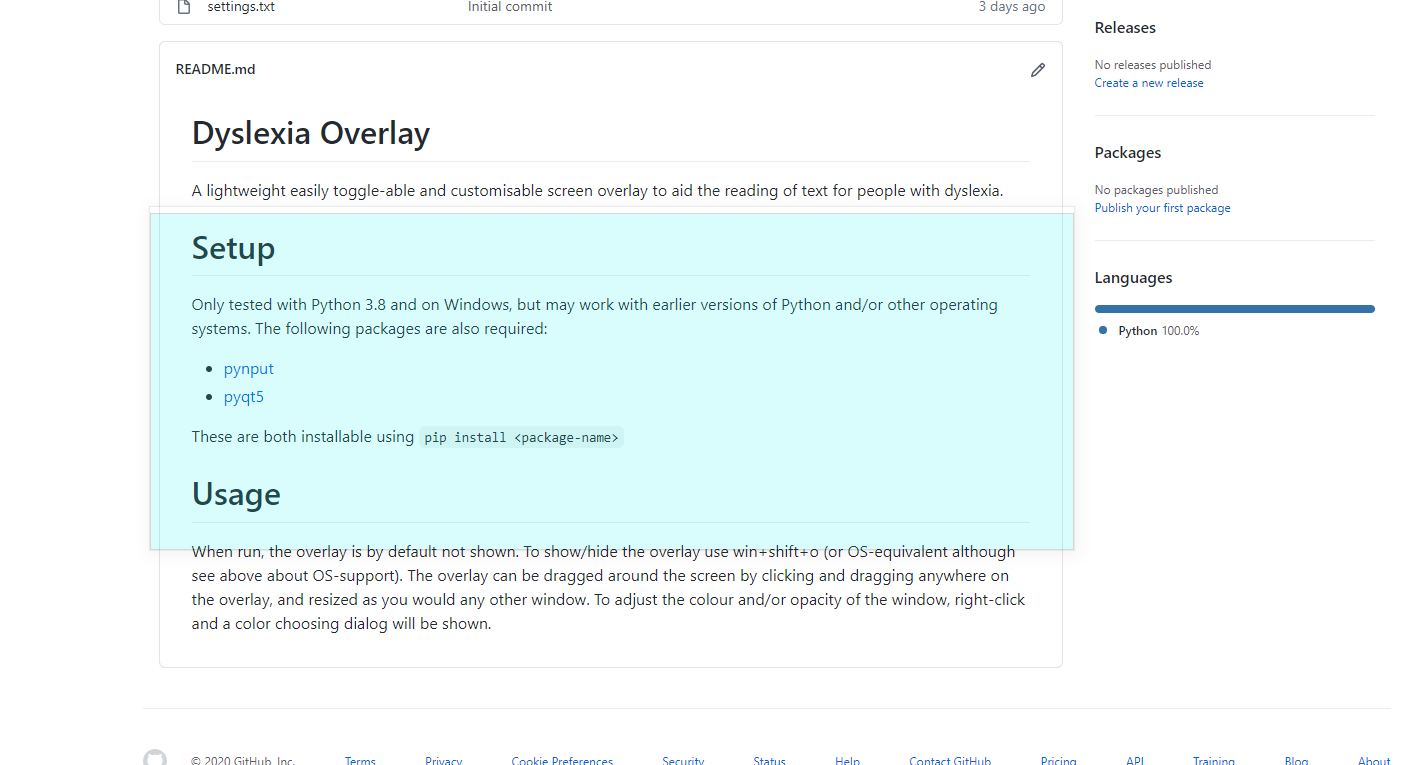 settings.txt Initial commit 3 days ago
README.md
Dyslexia Overlay
A lightweight easily toggle-able and customisable screen overlay to aid the reading of text for people with dyslexia.
Setup
Only tested with Python 3.8 and on Windows, but may work with earlier versions of Python and/or other operating
systems. The following packages are also required:
pynput
pyqt5
These are both installable using pip install <package-name>
Usage
When run, the overlay is by default not shown. To show/hide the overlay use win+shift+o (or OS-equivalent although
see above about OS-support). The overlay can be dragged around the screen by clicking and dragging anywhere on
the overlay, and resized as you would any other window. To adjust the colour and/or opacity of the window, right-click
and a color choosing dialog will be shown.
Releases
No releases published
Create a new release
Packages
No packages published
Publish your first package
Languages
Python 100.0%
© 2020 GitHub, Inc. Terms Privacy Cookie Preferences Security Status Help Contact GitHub Pricing API Training Blog About